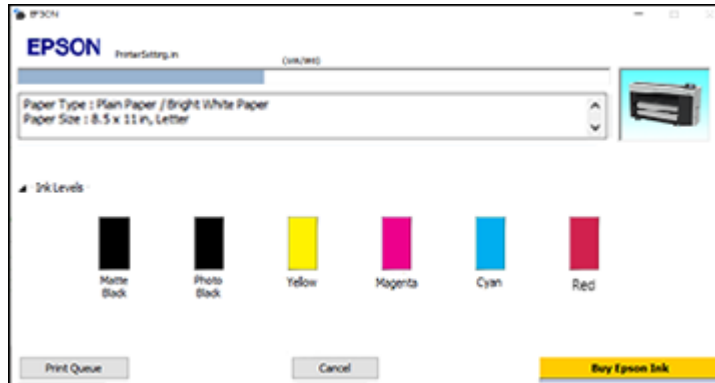 EPSON
EPSON
PrinterSetting.in
Paper Type : Plain Paper / Bright White Paper
Paper Size : 8.5 x 11 in, Letter
Ink Levels
Matte
Black
Photo
Black
Yellow
Magenta
Cyan
Red
Print Queue
Cancel
Buy Epson Ink